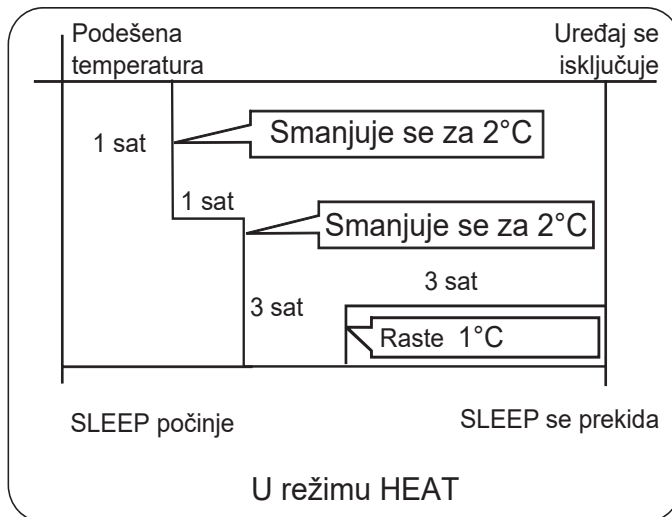 Podešena
temperatura
Uređaj se
isključuje
1 sat
Smanjuje se za 2°C
1 sat
Smanjuje se za 2°C
3 sat
3 sat
Raste 1°C
SLEEP počinje
SLEEP se prekida
U režimu HEAT